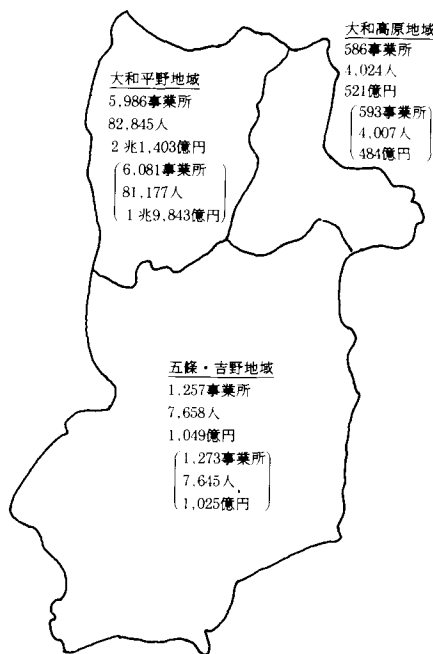 大和高原地域
586事業所
4,024人
521億円
(593事業所
4,007人
484億円)
大和平野地域
5,986事業所
82,845人
2兆1,403億円
(6,081事業所
81,177人
1兆9,843億円)
五條・吉野地域
1,257事業所
7,658人
1,049億円
(1,273事業所
7,645人
1,025億円)